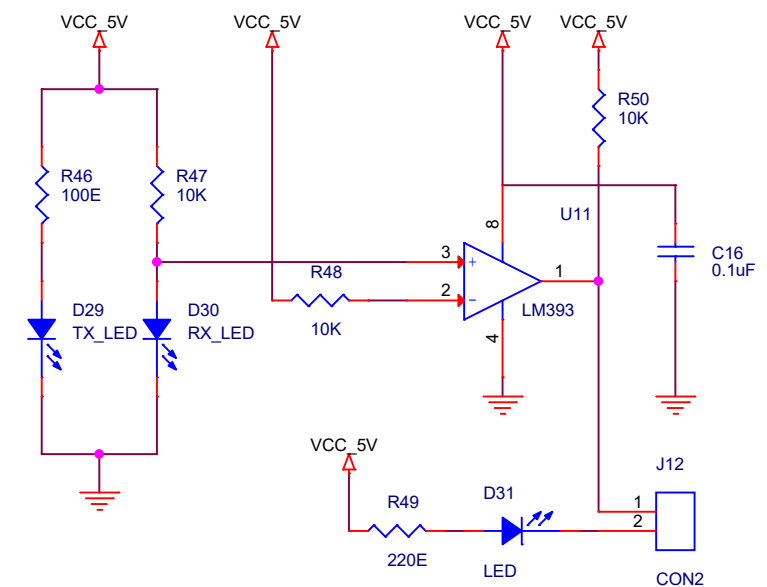 VCC_5V
VCC_5V
VCC_5V
VCC_5V
R50
10K
R46
100E
R47
10K
U11
8
3
+
R48
1
C16
0.1uF
2
-
D29
TX_LED
D30
RX_LED
10K
LM393
4
VCC_5V
J12
R49
D31
1
2
220E
LED
CON2